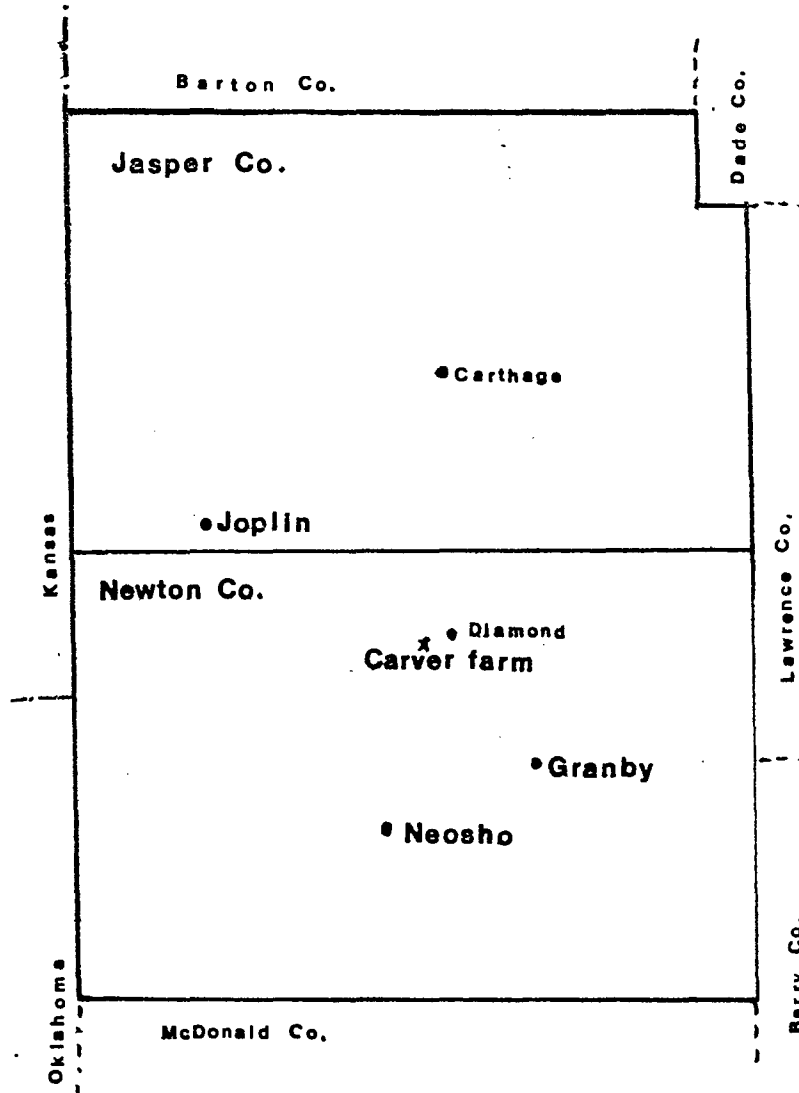 Barton Co.
Dade Co.
Jasper Co.
Carthage
Joplin
Kansas
Lawrence Co.
Newton Co.
Diamond
x
Carver farm
Granby
Neosho
Barry Co.
Oklahoma
McDonald Co.